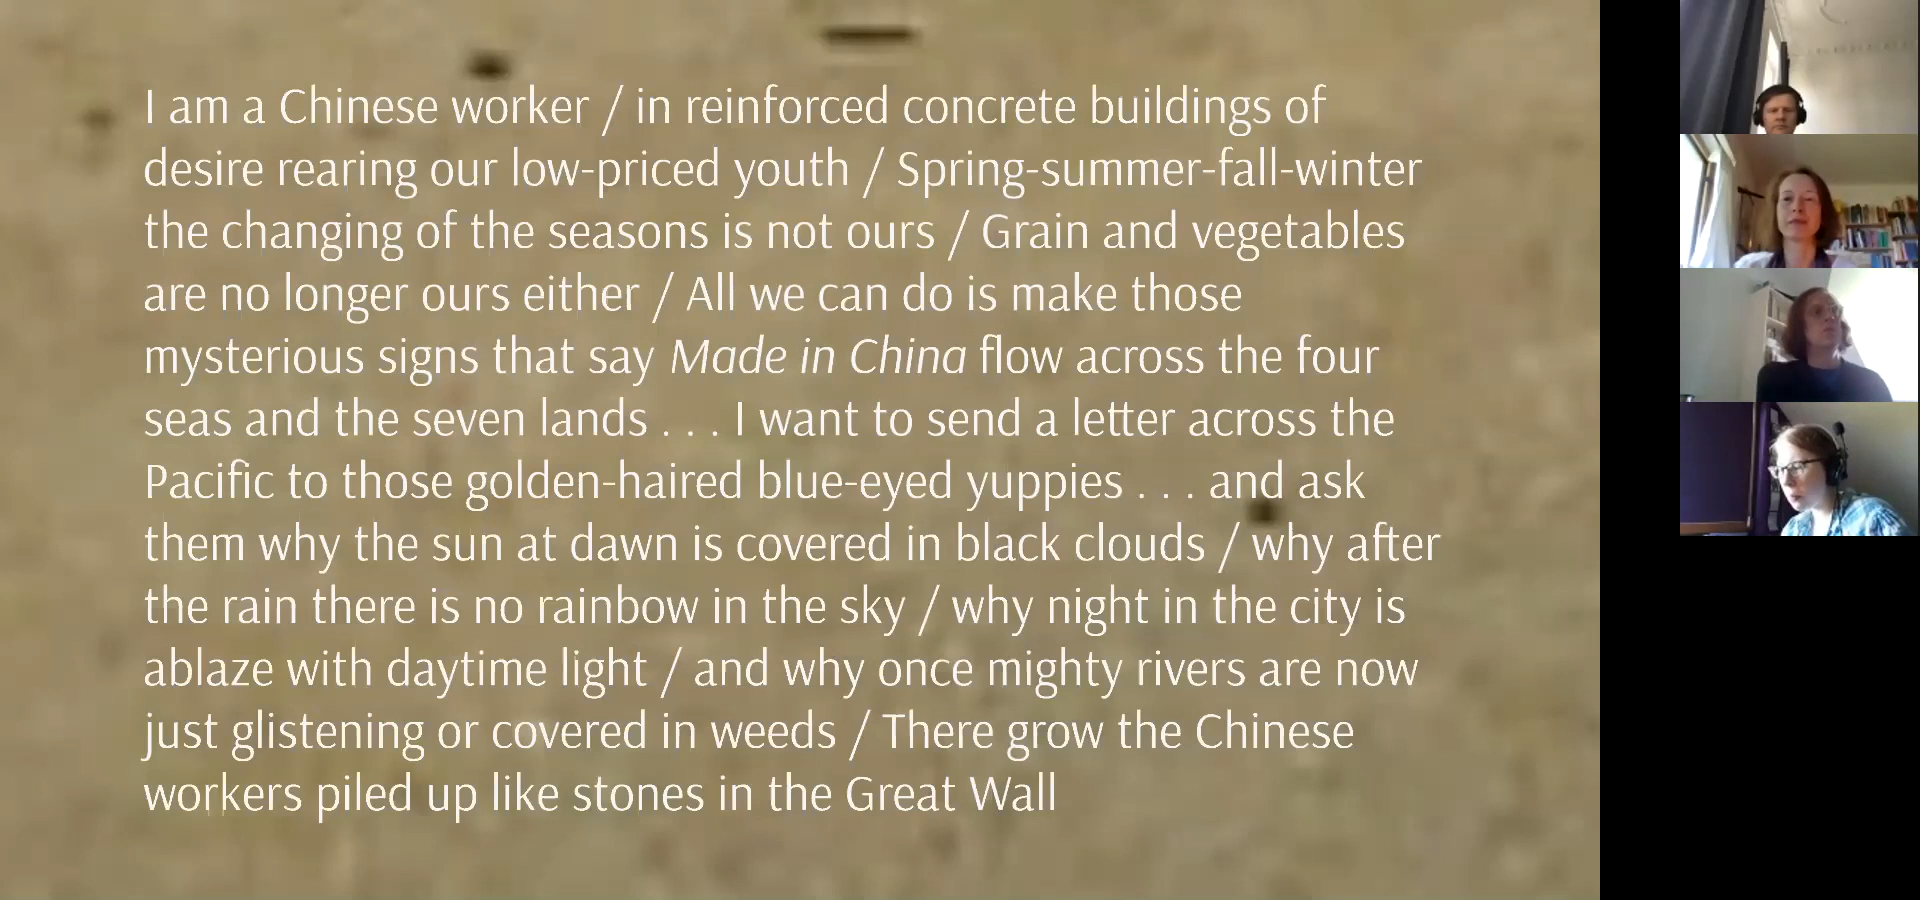 I am a Chinese worker / in reinforced concrete buildings of
desire rearing our low-priced youth / Spring-summer-fall-winter
the changing of the seasons is not ours / Grain and vegetables
are no longer ours either / All we can do is make those
mysterious signs that say Made in China flow across the four
seas and the seven lands . . . I want to send a letter across the
Pacific to those golden-haired blue-eyed yuppies . . . and ask
them why the sun at dawn is covered in black clouds / why after
the rain there is no rainbow in the sky / why night in the city is
ablaze with daytime light / and why once mighty rivers are now
just glistening or covered in weeds / There grow the Chinese
workers piled up like stones in the Great Wall